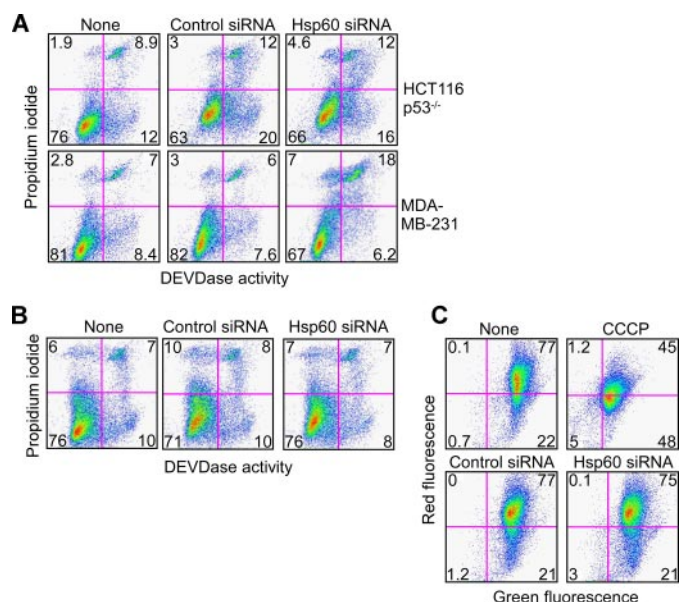 A
None Control siRNA Hsp60 siRNA
1.9 8.9 3 12 4.6 12
HCT116
p53-/-
76 12 63 20 66 16
2.8 7 3 6 7 18
MDA-
MB-231
81 8.4 82 7.6 67 6.2
Propidium iodide
DEVDase activity
B
None Control siRNA Hsp60 siRNA
6 7 10 8 7 7
76 10 71 10 76 8
Propidium iodide
DEVDase activity
C
None CCCP
0.1 77 1.2 45
0.7 22 5 48
Control siRNA Hsp60 siRNA
0 77 0.1 75
1.2 21 3 21
Red fluorescence
Green fluorescence